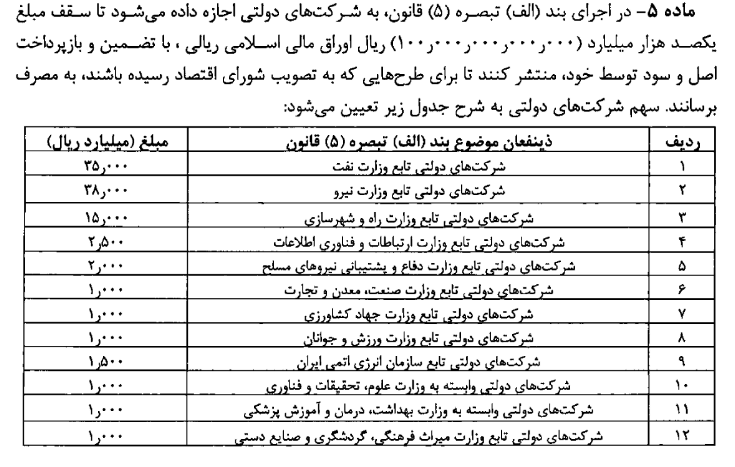 ماده ۵- در اجرای بند (الف) تبصره (۵) قانون، به شرکت‌های دولتی اجازه داده می‌شود تا سقف مبلغ
یکصد هزار میلیارد (۱۰۰٫۰۰۰٫۰۰۰٫۰۰۰٫۰۰۰) ریال اوراق مالی اسلامی ریالی ، با تضمین و بازپرداخت
اصل و سود توسط خود، منتشر کنند تا برای طرح‌هایی که به تصویب شورای اقتصاد رسیده باشند، به مصرف
برسانند. سهم شرکت‌های دولتی به شرح جدول زیر تعیین می‌شود:
ردیف ذینفعان موضوع بند (الف) تبصره (۵) قانون مبلغ (میلیارد ریال)
۱ شرکت‌های دولتی تابع وزارت نفت ۳۵٫۰۰۰
۲ شرکت‌های دولتی تابع وزارت نیرو ۳۸٫۰۰۰
۳ شرکت‌های دولتی تابع وزارت راه و شهرسازی ۱۵٫۰۰۰
۴ شرکت‌های دولتی تابع وزارت ارتباطات و فناوری اطلاعات ۲٫۵۰۰
۵ شرکت‌های دولتی تابع وزارت دفاع و پشتیبانی نیروهای مسلح ۲٫۰۰۰
۶ شرکت‌های دولتی تابع وزارت صنعت، معدن و تجارت ۱٫۰۰۰
۷ شرکت‌های دولتی تابع وزارت جهاد کشاورزی ۱٫۰۰۰
۸ شرکت‌های دولتی تابع وزارت ورزش و جوانان ۱٫۰۰۰
۹ شرکت‌های دولتی تابع سازمان انرژی اتمی ایران ۱٫۵۰۰
۱۰ شرکت‌های دولتی وابسته به وزارت علوم، تحقیقات و فناوری ۱٫۰۰۰
۱۱ شرکت‌های دولتی وابسته به وزارت بهداشت، درمان و آموزش پزشکی ۱٫۰۰۰
۱۲ شرکت‌های دولتی تابع وزارت میراث فرهنگی، گردشگری و صنایع دستی ۱٫۰۰۰